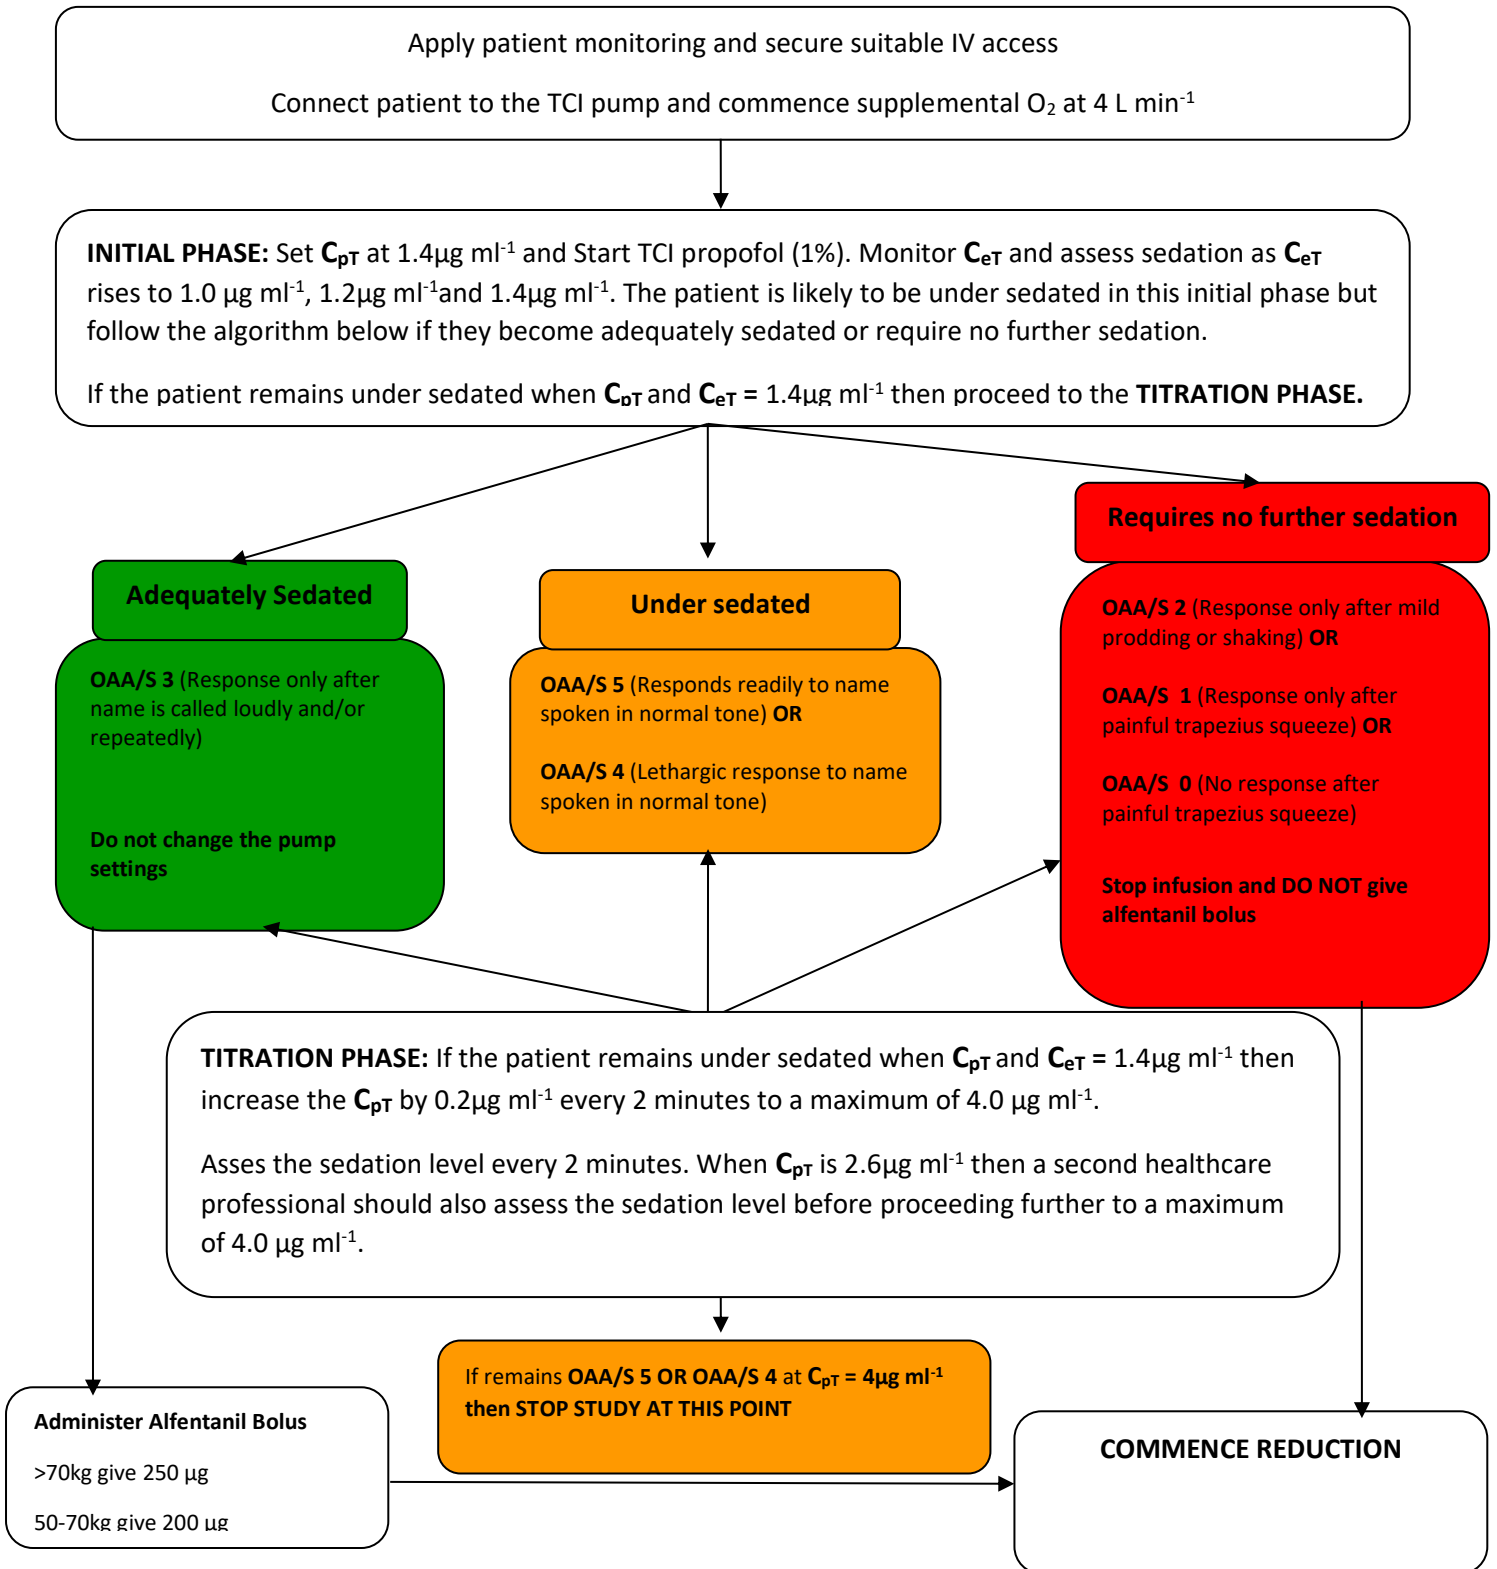 Apply patient monitoring and secure suitable IV access
Connect patient to the TCI pump and commence supplemental O₂ at 4 L min⁻¹
INITIAL PHASE: Set CpT at 1.4µg ml⁻¹ and Start TCI propofol (1%). Monitor CeT and assess sedation as CeT
rises to 1.0 µg ml⁻¹, 1.2µg ml⁻¹and 1.4µg ml⁻¹. The patient is likely to be under sedated in this initial phase but
follow the algorithm below if they become adequately sedated or require no further sedation.
If the patient remains under sedated when CpT and CeT = 1.4µg ml⁻¹ then proceed to the TITRATION PHASE.
Adequately Sedated
OAA/S 3 (Response only after
name is called loudly and/or
repeatedly)
Do not change the pump
settings
Under sedated
OAA/S 5 (Responds readily to name
spoken in normal tone) OR
OAA/S 4 (Lethargic response to name
spoken in normal tone)
Requires no further sedation
OAA/S 2 (Response only after mild
prodding or shaking) OR
OAA/S 1 (Response only after
painful trapezius squeeze) OR
OAA/S 0 (No response after
painful trapezius squeeze)
Stop infusion and DO NOT give
alfentanil bolus
TITRATION PHASE: If the patient remains under sedated when CpT and CeT = 1.4µg ml⁻¹ then
increase the CpT by 0.2µg ml⁻¹ every 2 minutes to a maximum of 4.0 µg ml⁻¹.
Asses the sedation level every 2 minutes. When CpT is 2.6µg ml⁻¹ then a second healthcare
professional should also assess the sedation level before proceeding further to a maximum
of 4.0 µg ml⁻¹.
If remains OAA/S 5 OR OAA/S 4 at CpT = 4µg ml⁻¹
then STOP STUDY AT THIS POINT
Administer Alfentanil Bolus
>70kg give 250 µg
50-70kg give 200 µg
COMMENCE REDUCTION